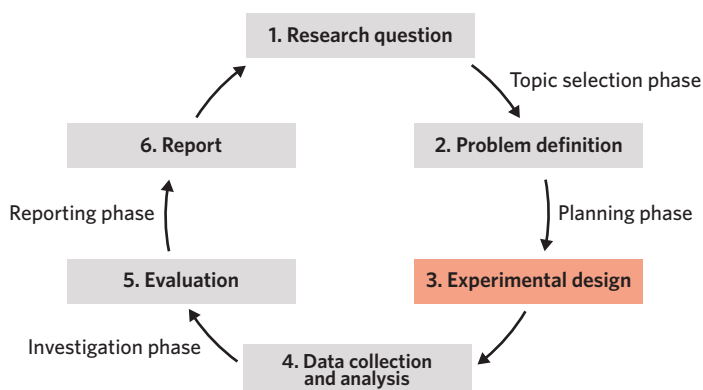 1. Research question
Topic selection phase
2. Problem definition
Planning phase
3. Experimental design
4. Data collection
and analysis
Investigation phase
5. Evaluation
Reporting phase
6. Report